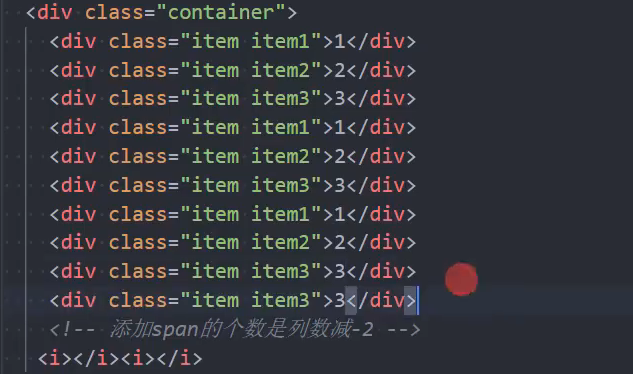 <div class="container">
<div class="item item1">1</div>
<div class="item item2">2</div>
<div class="item item3">3</div>
<div class="item item1">1</div>
<div class="item item2">2</div>
<div class="item item3">3</div>
<div class="item item1">1</div>
<div class="item item2">2</div>
<div class="item item3">3</div>
<div class="item item3">3</div>
<!-- 添加span的个数是列数减-2 -->
<i></i><i></i>